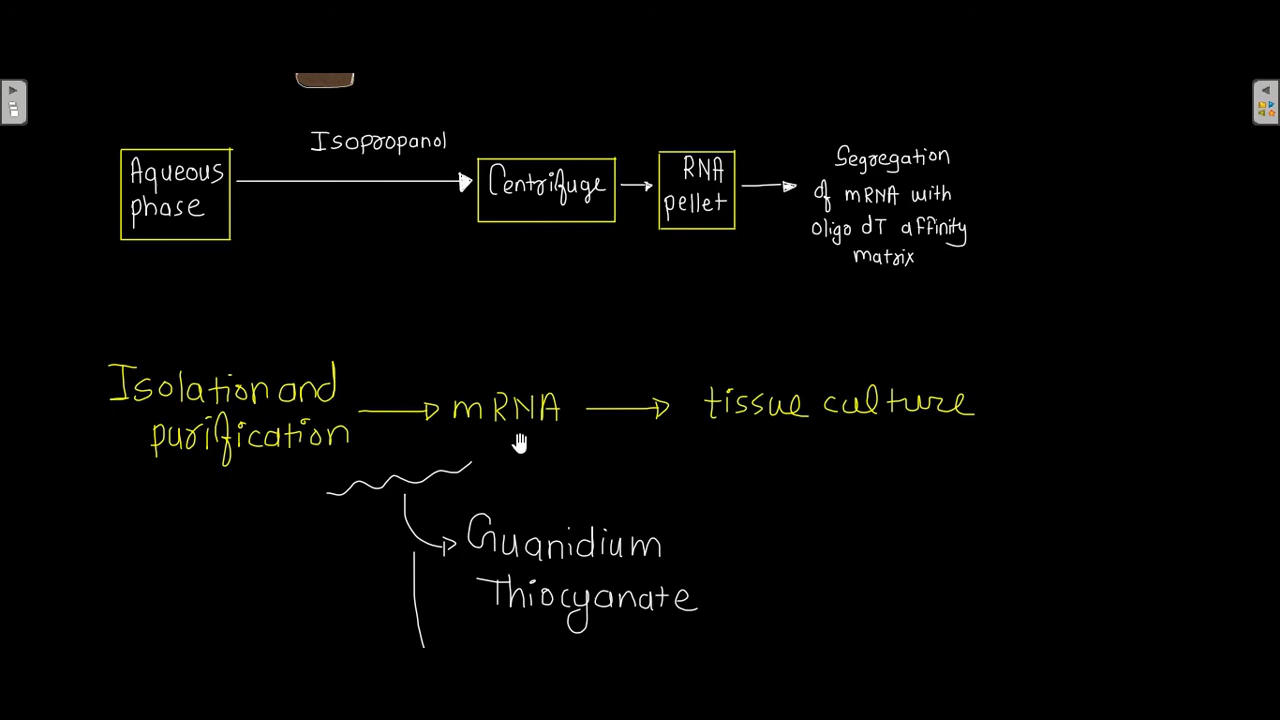 Isopropanol
Aqueous
phase
Centrifuge
RNA
pellet
Segregation
of mRNA with
oligo dT affinity
matrix
Isolation and
purification
mRNA
tissue culture
Guanidium
Thiocyanate